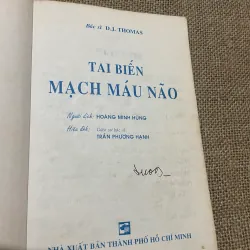 Bác sĩ D.J. THOMAS
TAI BIẾN
MẠCH MÁU NÃO
Người dịch: HOÀNG MINH HÙNG
Hiệu đính:
TRẦN PHƯƠNG HẠNH
NHÀ XUẤT BẢN THÀNH PHỐ HỒ CHÍ MINH